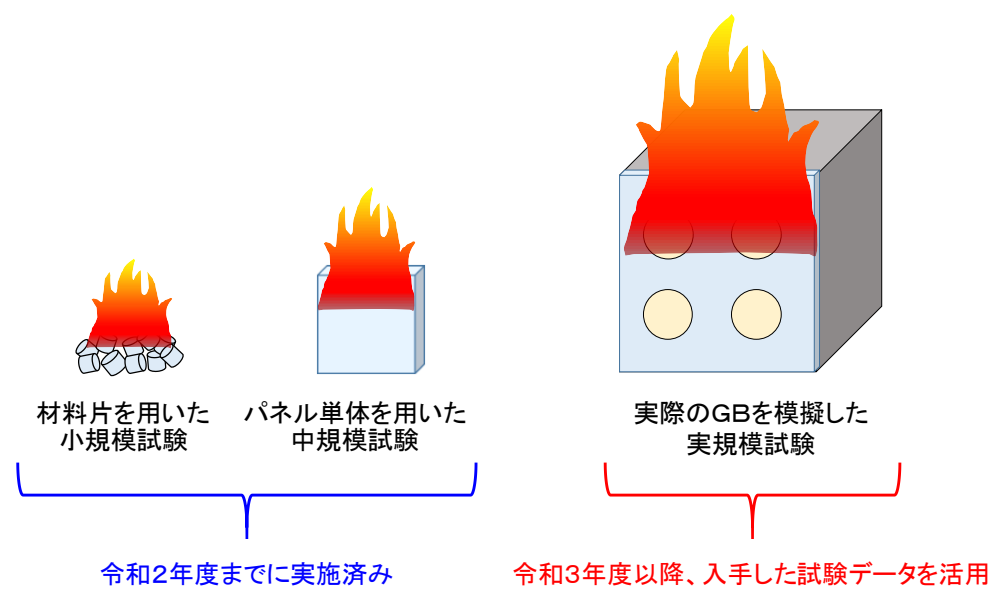 材料片を用いた
小規模試験
パネル単体を用いた
中規模試験
実際のGBを模擬した
実規模試験
令和2年度までに実施済み
令和3年度以降、入手した試験データを活用